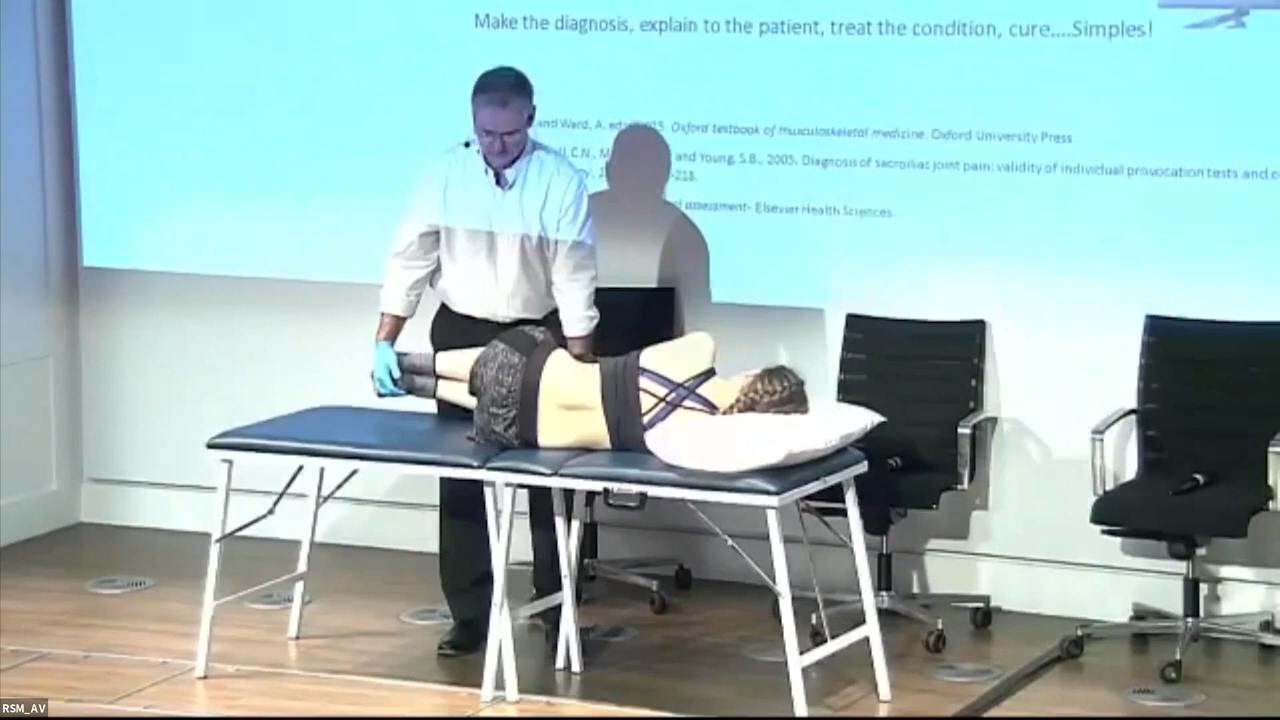 Make the diagnosis, explain to the patient, treat the condition, cure....Simples!
and Ward, A. Oxford textbook of musculoskeletal medicine. Oxford University Press.
C.N., and Young, S.B., 2005. Diagnosis of sacroiliac joint pain: validity of individual provocation tests and
-218.
assessment- Elsevier Health Sciences.
RSM_AV